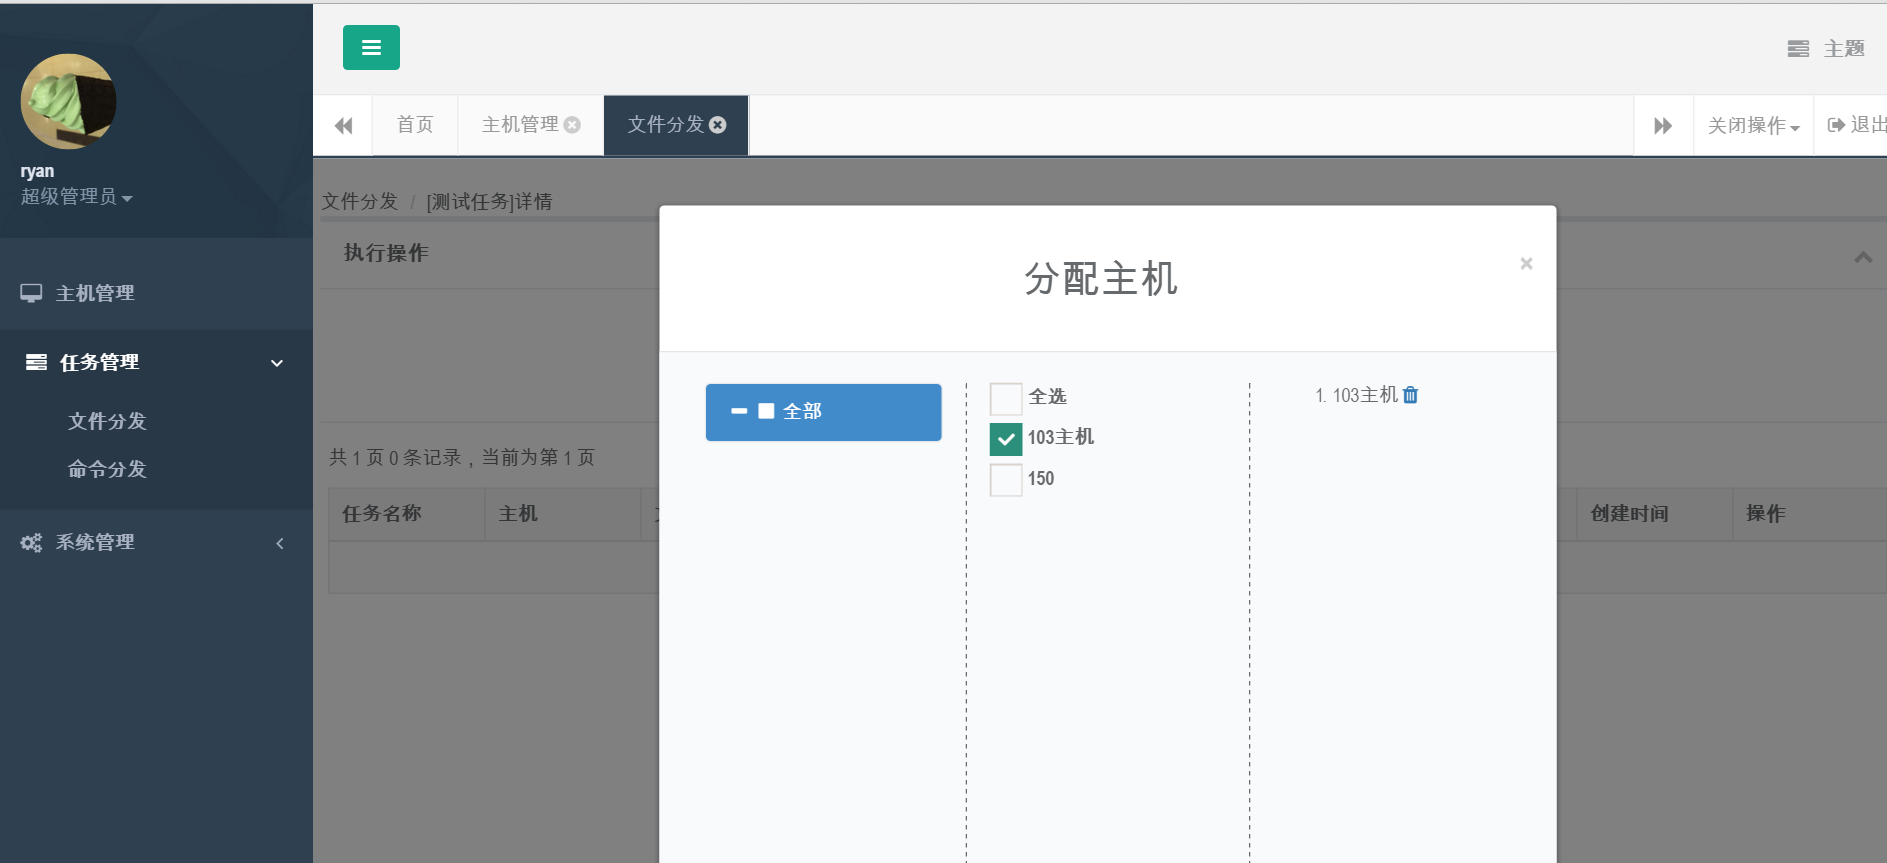 主题
首页
主机管理
文件分发
关闭操作
退出
ryan
超级管理员
主机管理
任务管理
文件分发
命令分发
系统管理
文件分发 / [测试任务]详情
执行操作
共 1 页 0 条记录，当前为第 1 页
任务名称
主机
创建时间
操作
分配主机
全部
全选
103主机
150
1. 103主机